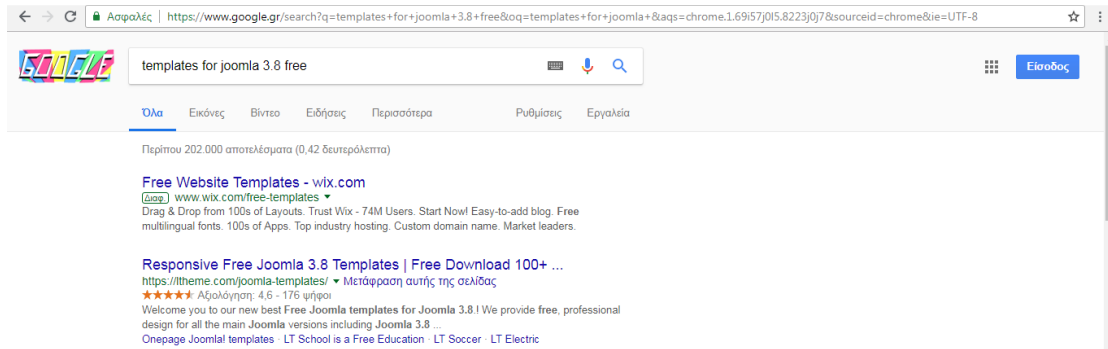 Ασφαλές | https://www.google.gr/search?q=templates+for+joomla+3.8+free&oq=templates+for+joomla+&aqs=chrome.1.69i57j0l5.8223j0j7&sourceid=chrome&ie=UTF-8
GOOGLE templates for joomla 3.8 free Είσοδος
Όλα Εικόνες Βίντεο Ειδήσεις Περισσότερα Ρυθμίσεις Εργαλεία
Περίπου 202.000 αποτελέσματα (0,42 δευτερόλεπτα)
Free Website Templates - wix.com
Διαφ. www.wix.com/free-templates
Drag & Drop from 100s of Layouts. Trust Wix - 74M Users. Start Now! Easy-to-add blog. Free
multilingual fonts. 100s of Apps. Top industry hosting. Custom domain name. Market leaders.
Responsive Free Joomla 3.8 Templates | Free Download 100+ ...
https://ltheme.com/joomla-templates/ Μετάφραση αυτής της σελίδας
Αξιολόγηση: 4,6 - 176 ψήφοι
Welcome you to our new best Free Joomla templates for Joomla 3.8.! We provide free, professional
design for all the main Joomla versions including Joomla 3.8 ...
Onepage Joomla! templates · LT School is a Free Education · LT Soccer · LT Electric